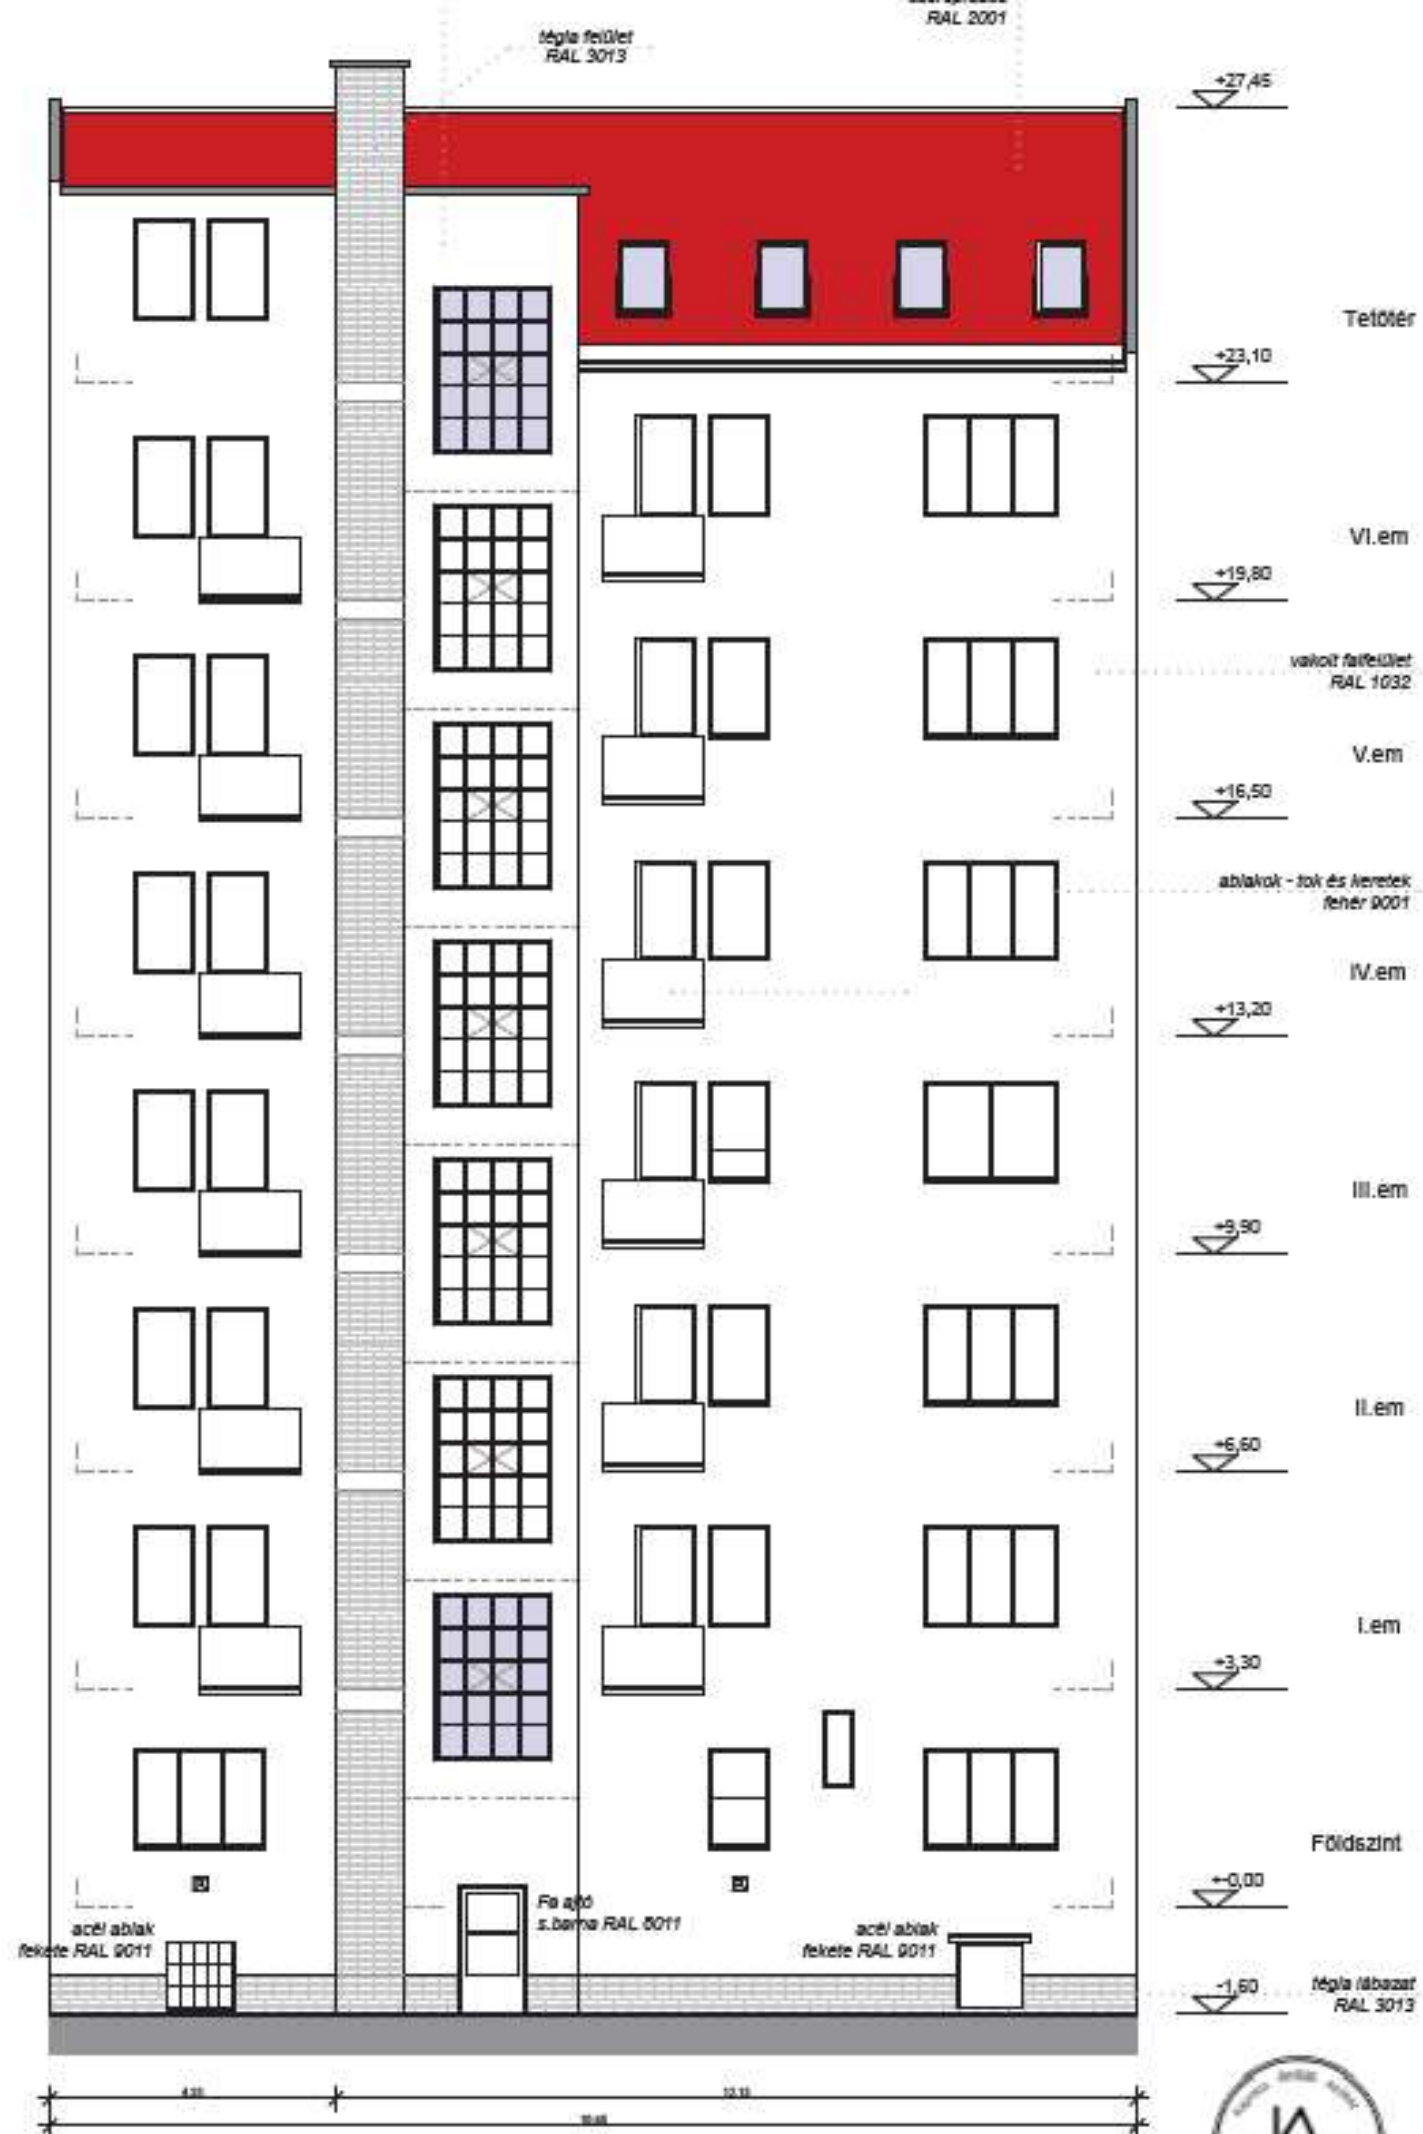 RAL 2001
tégla felület
RAL 3013
+27,45
Tetőtér
+23,10
VI.em
+19,80
vakolt falfelület
RAL 1032
V.em
+16,50
ablakok - tok és keretek
fehér 9001
IV.em
+13,20
III.em
+9,90
II.em
+6,60
I.em
+3,30
Földszint
+-0,00
Fa ajtó
s.barna RAL 8011
acél ablak
fekete RAL 9011
acél ablak
fekete RAL 9011
-1,60
tégla lábazat
RAL 3013